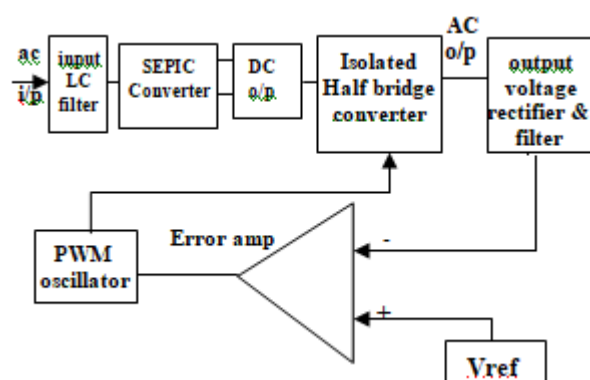 ac
i/p
input
LC
filter
SEPIC
Converter
DC
o/p
Isolated
Half bridge
converter
AC
o/p
output
voltage
rectifier &
filter
PWM
oscillator
Error amp
-
+
Vref